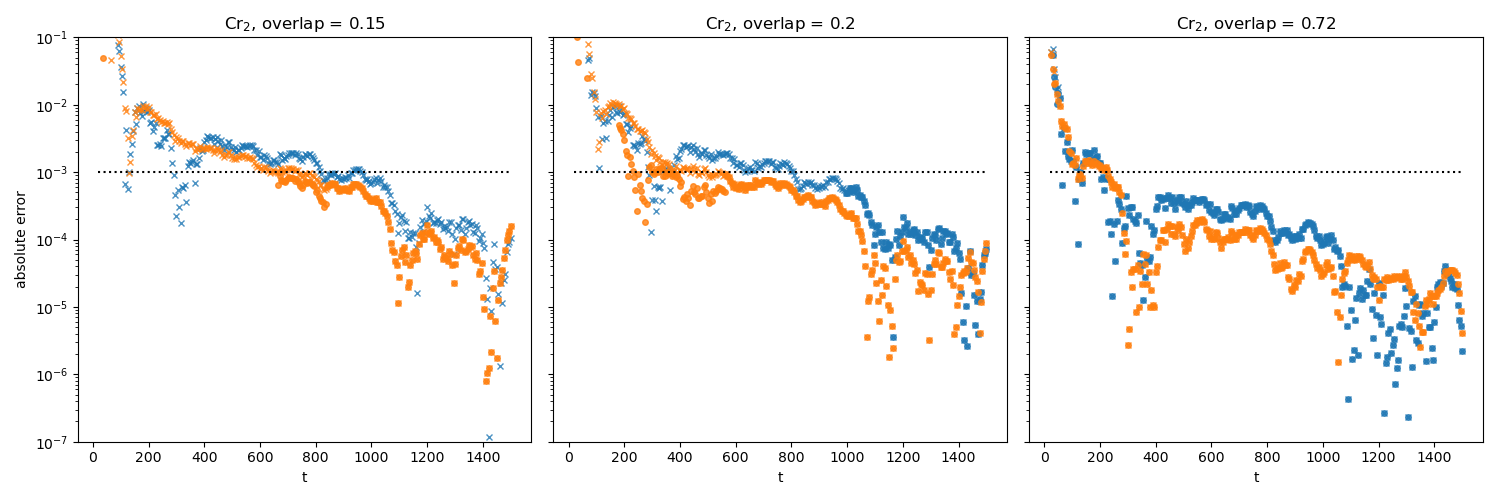 Cr₂, overlap = 0.15
Cr₂, overlap = 0.2
Cr₂, overlap = 0.72
absolute error
10⁻¹
10⁻²
10⁻³
10⁻⁴
10⁻⁵
10⁻⁶
10⁻⁷
0 200 400 600 800 1000 1200 1400
0 200 400 600 800 1000 1200 1400
0 200 400 600 800 1000 1200 1400
t
t
t